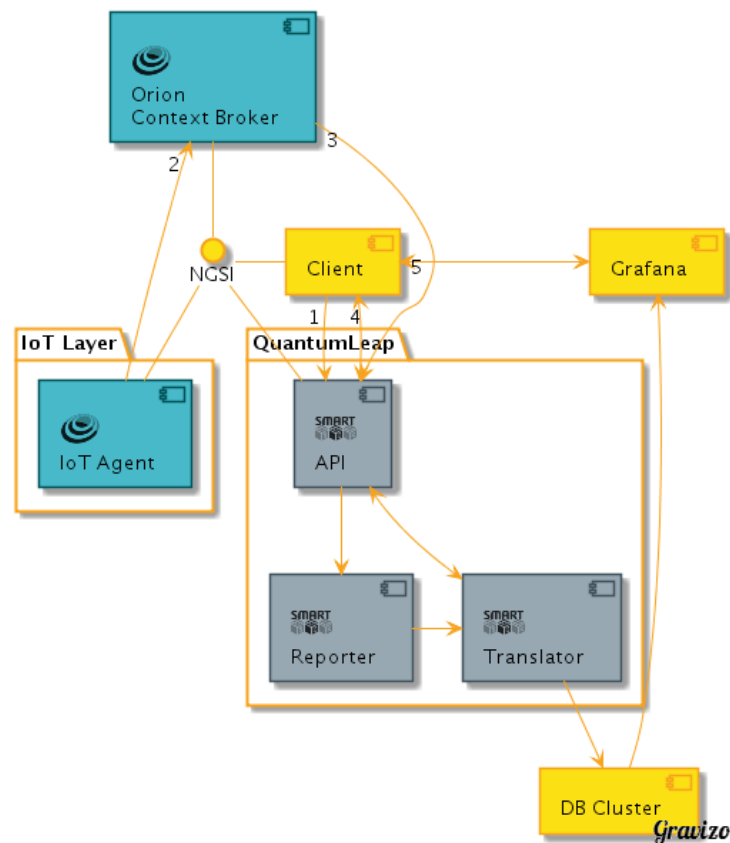 Orion
Context Broker
3
2
NGSI
Client
5
Grafana
1
4
IoT Layer
QuantumLeap
IoT Agent
SMART
API
SMART
Reporter
SMART
Translator
DB Cluster
Gravizo